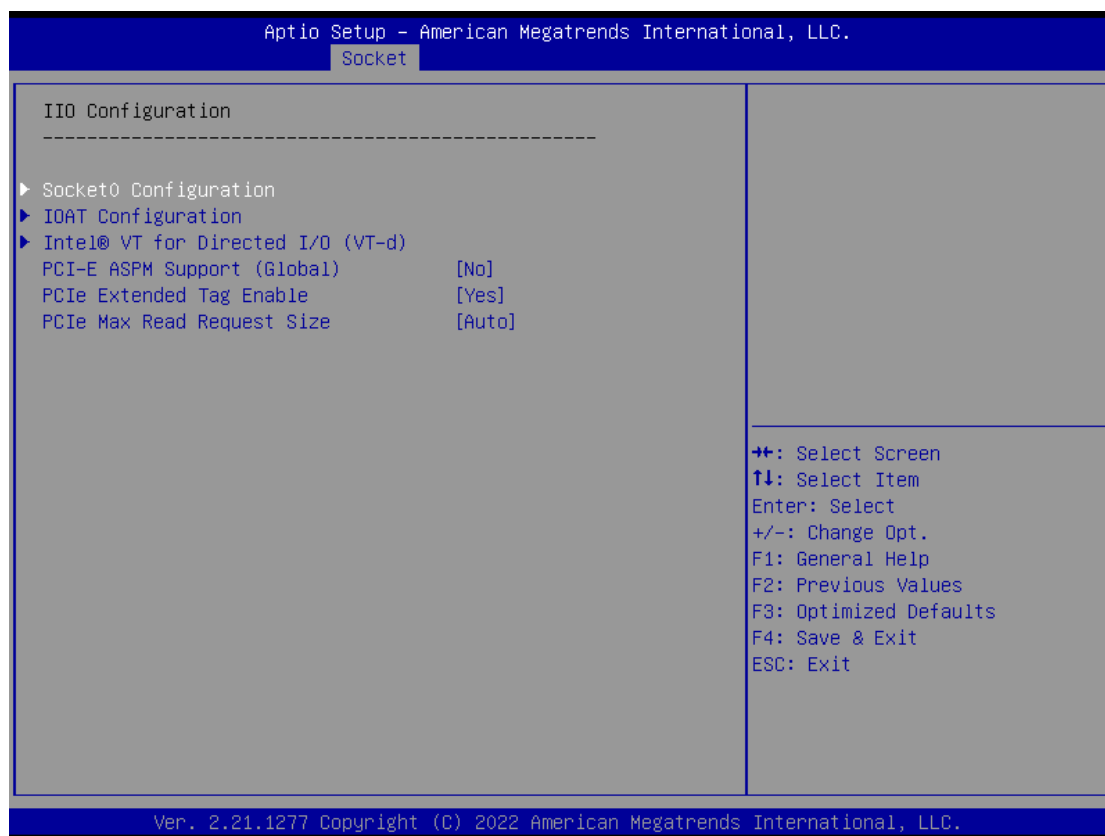 Aptio Setup – American Megatrends International, LLC.
Socket
IIO Configuration
--------------------------------------------------
Socket0 Configuration
IOAT Configuration
Intel® VT for Directed I/O (VT-d)
PCI-E ASPM Support (Global) [No]
PCIe Extended Tag Enable [Yes]
PCIe Max Read Request Size [Auto]
→←: Select Screen
↑↓: Select Item
Enter: Select
+/-: Change Opt.
F1: General Help
F2: Previous Values
F3: Optimized Defaults
F4: Save & Exit
ESC: Exit
Ver. 2.21.1277 Copyright (C) 2022 American Megatrends International, LLC.